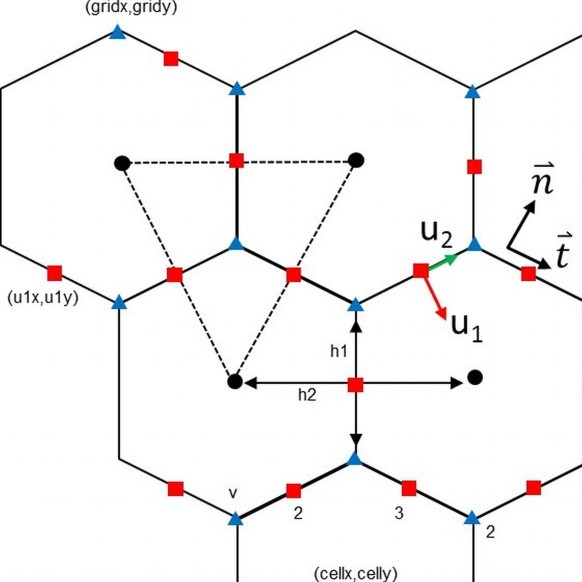 (gridx,gridy)
n
t
u2
(u1x,u1y)
u1
h1
h2
v
2
3
2
(cellx,celly)